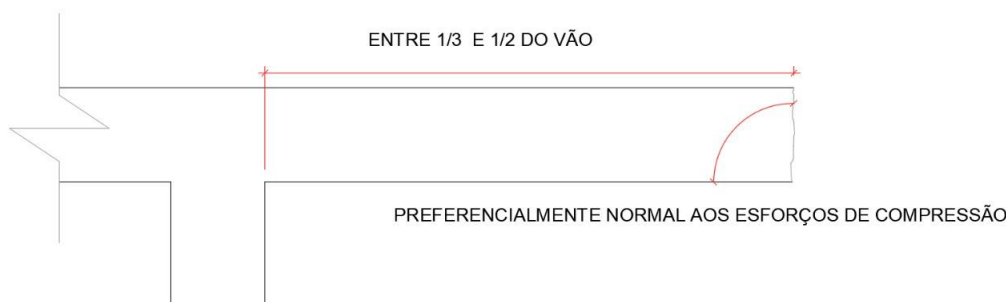 ENTRE 1/3 E 1/2 DO VÃO
PREFERENCIALMENTE NORMAL AOS ESFORÇOS DE COMPRESSÃO